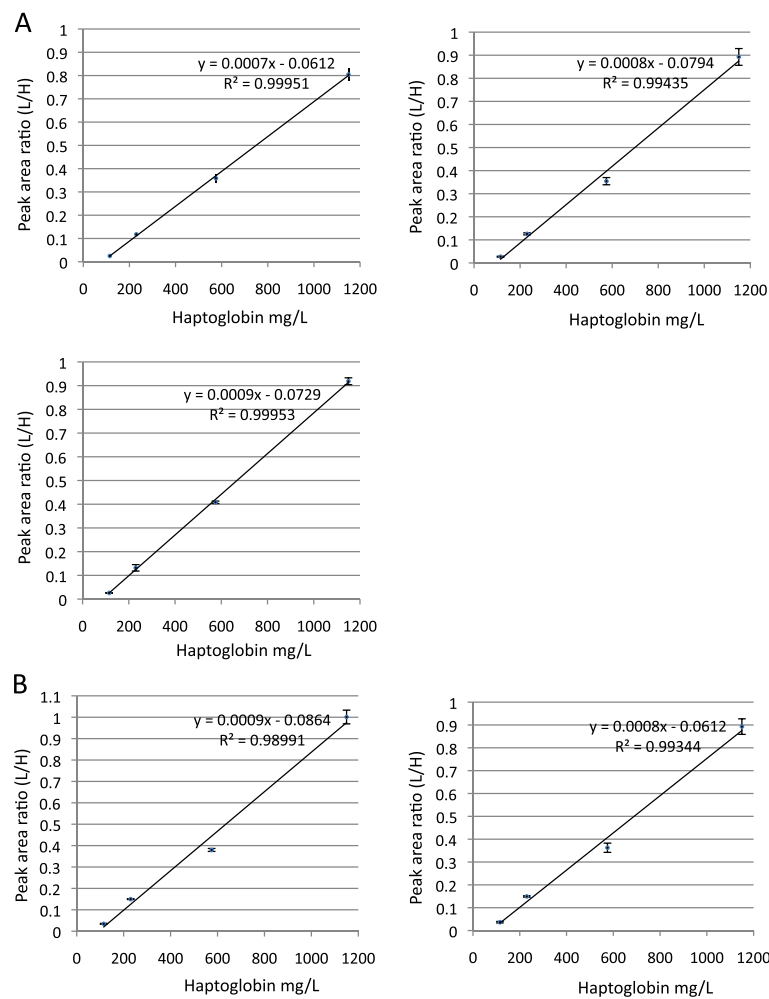 A
Peak area ratio (L/H)
1
0.9
0.8
0.7
0.6
0.5
0.4
0.3
0.2
0.1
0
y = 0.0007x - 0.0612
R² = 0.99951
0 200 400 600 800 1000 1200
Haptoglobin mg/L
Peak area ratio (L/H)
1
0.9
0.8
0.7
0.6
0.5
0.4
0.3
0.2
0.1
0
y = 0.0008x - 0.0794
R² = 0.99435
0 200 400 600 800 1000 1200
Haptoglobin mg/L
Peak area ratio (L/H)
1
0.9
0.8
0.7
0.6
0.5
0.4
0.3
0.2
0.1
0
y = 0.0009x - 0.0729
R² = 0.99953
0 200 400 600 800 1000 1200
Haptoglobin mg/L
B
Peak area ratio (L/H)
1.1
1
0.9
0.8
0.7
0.6
0.5
0.4
0.3
0.2
0.1
0
y = 0.0009x - 0.0864
R² = 0.98991
0 200 400 600 800 1000 1200
Haptoglobin mg/L
Peak area ratio (L/H)
1
0.9
0.8
0.7
0.6
0.5
0.4
0.3
0.2
0.1
0
y = 0.0008x - 0.0612
R² = 0.99344
0 200 400 600 800 1000 1200
Haptoglobin mg/L